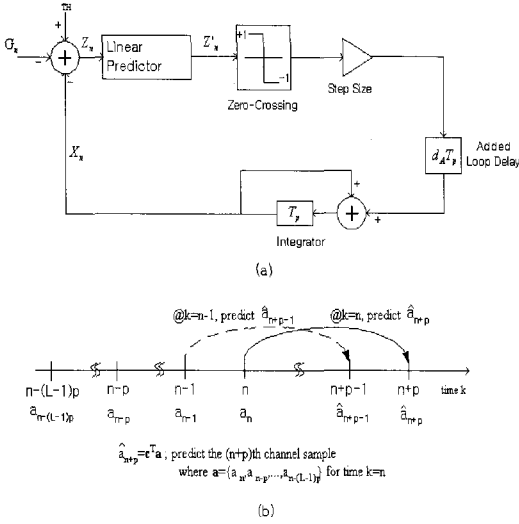 TH
+
G_n
−
+
−
Z_n
Linear
Predictor
Z'_n
+1
−1
Zero-Crossing
Step Size
d_A T_p
Added
Loop Delay
X_n
T_p
+
+
+
Integrator
(a)
@k=n-1, predict â_{n+p-1}
@k=n, predict â_{n+p}
n-(L-1)p
n-p
n-1
n
n+p-1
n+p
time k
a_{n-(L-1)p}
a_{n-p}
a_{n-1}
a_n
â_{n+p-1}
â_{n+p}
â_{n+p}=c^T a ; predict the (n+p)th channel sample
where a={a_n, a_{n-p},...,a_{n-(L-1)p}} for time k=n
(b)